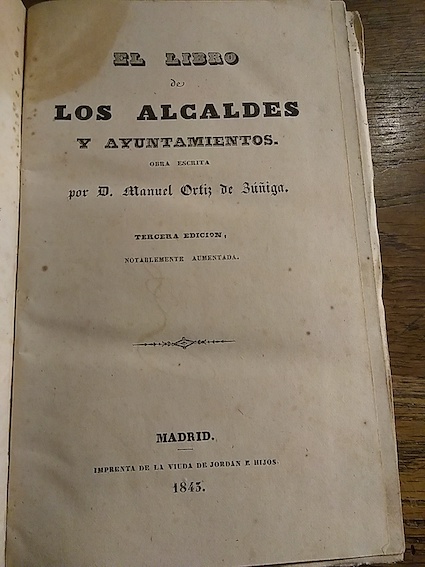 EL LIBRO
de
LOS ALCALDES
Y AYUNTAMIENTOS.
OBRA ESCRITA
por D. Manuel Ortiz de Zúñiga.
TERCERA EDICION,
NOTABLEMENTE AUMENTADA.
MADRID.
IMPRENTA DE LA VIUDA DE JORDAN E HIJOS.
1843.